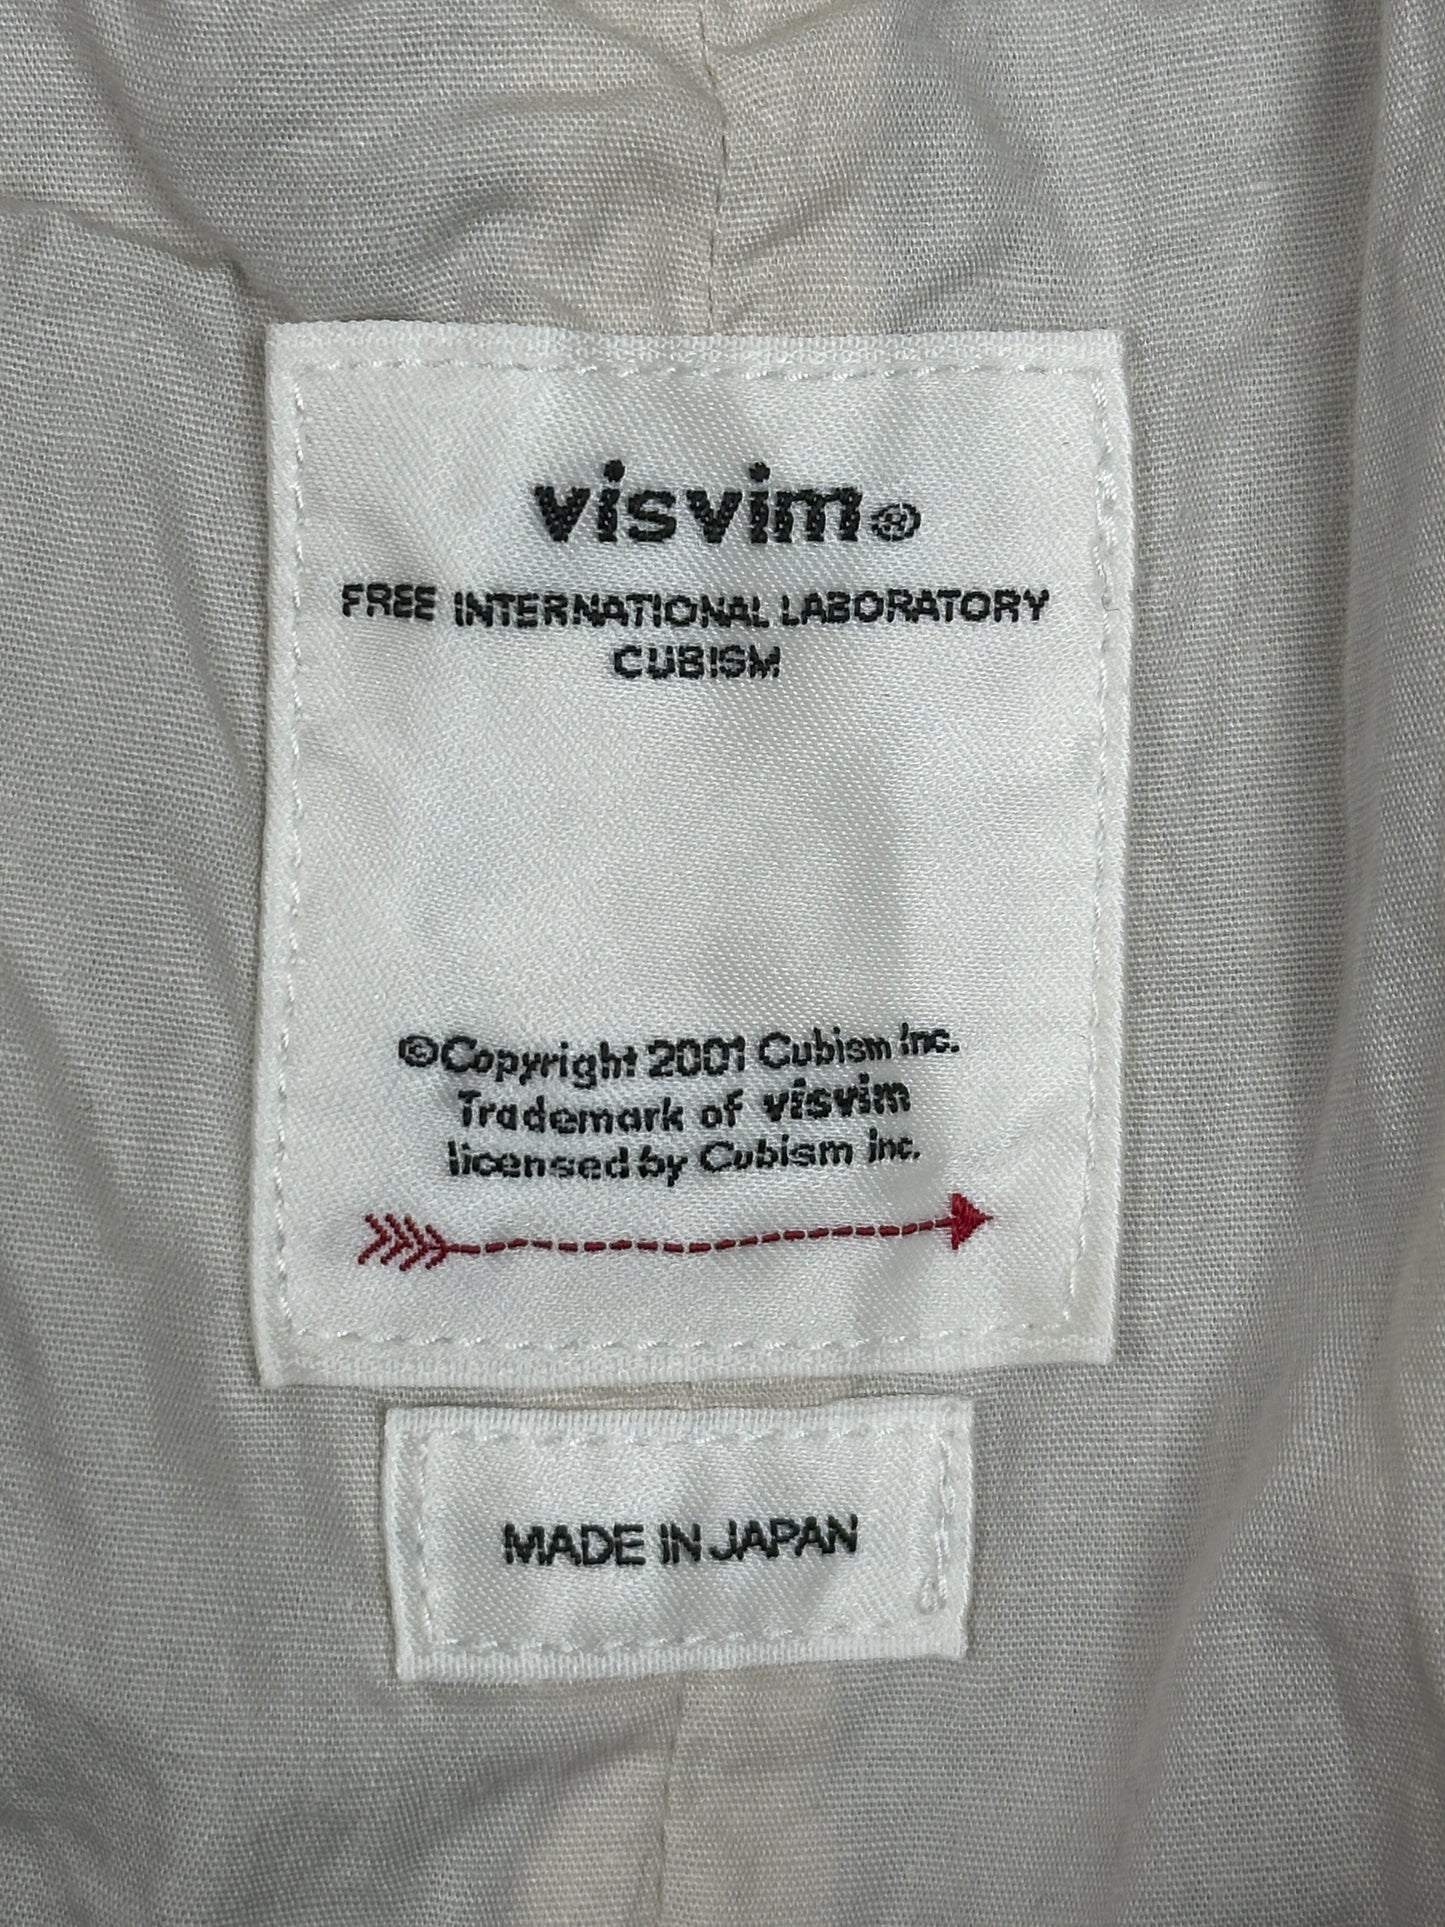 visvim®
FREE INTERNATIONAL LABORATORY
CUBISM
©Copyright 2001 Cubism Inc.
Trademark of visvim
licensed by Cubism Inc.
MADE IN JAPAN